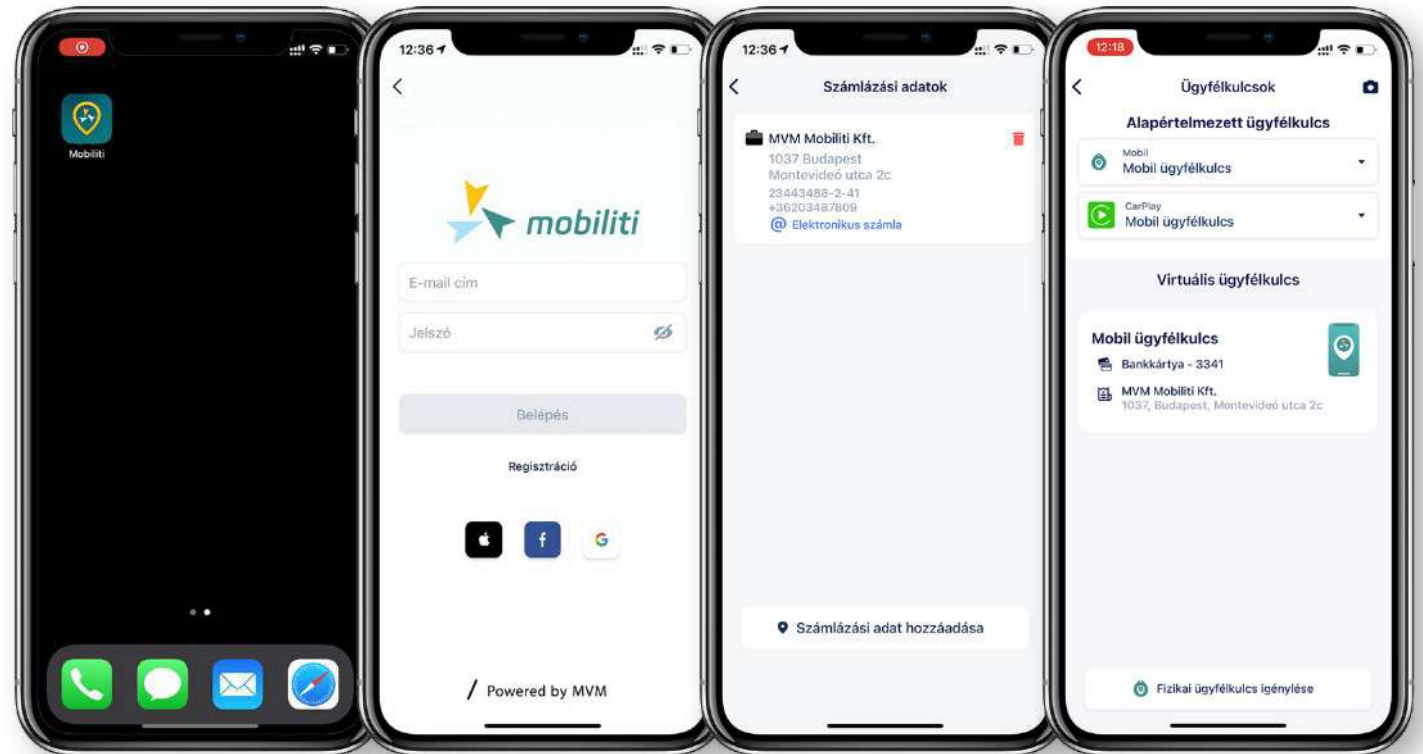 Mobiliti
12:36
mobiliti
E-mail cím
Jelszó
Belépés
Regisztráció
f
G
/ Powered by MVM
12:36
Számlázási adatok
MVM Mobiliti Kft.
1037 Budapest
Montevideó utca 2c
23443486-2-41
+36203487809
@ Elektronikus számla
Számlázási adat hozzáadása
12:18
Ügyfélkulcsok
Alapértelmezett ügyfélkulcs
Mobil
Mobil ügyfélkulcs
CarPlay
Mobil ügyfélkulcs
Virtuális ügyfélkulcs
Mobil ügyfélkulcs
Bankkártya - 3341
MVM Mobiliti Kft.
1037, Budapest, Montevideó utca 2c
Fizikai ügyfélkulcs igénylése